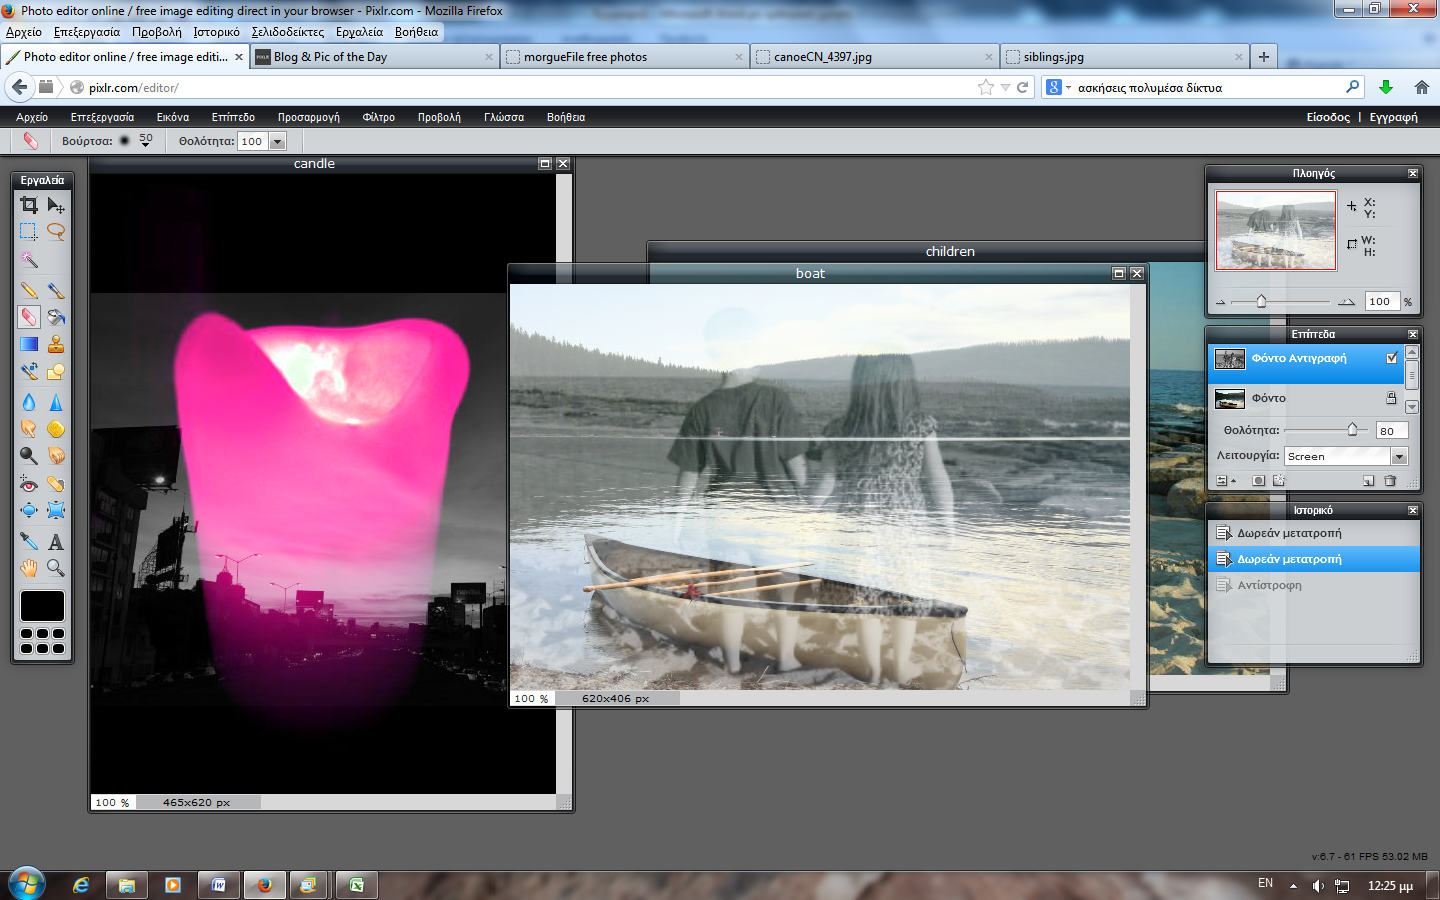 Photo editor online / free image editing direct in your browser - Pixlr.com - Mozilla Firefox
Αρχείο Επεξεργασία Προβολή Ιστορικό Σελιδοδείκτες Εργαλεία Βοήθεια
Photo editor online / free image editi... Blog & Pic of the Day morgueFile free photos canoeCN_4397.jpg siblings.jpg
pixlr.com/editor/ ασκήσεις πολυμέσα δίκτυα
Αρχείο Επεξεργασία Εικόνα Επίπεδο Προσαρμογή Φίλτρο Προβολή Γλώσσα Βοήθεια Είσοδος | Εγγραφή
Βούρτσα: 50 Θολότητα: 100
Εργαλεία
candle
100 % 465x620 px
children
boat
100 % 620x406 px
Πλοηγός
X:
Y:
W:
H:
100 %
Επίπεδα
Φόντο Αντιγραφή
Φόντο
Θολότητα: 80
Λειτουργία: Screen
Ιστορικό
Δωρεάν μετατροπή
Δωρεάν μετατροπή
Αντίστροφη
v:6.7 - 61 FPS 53.02 MB
EN 12:25 μμ